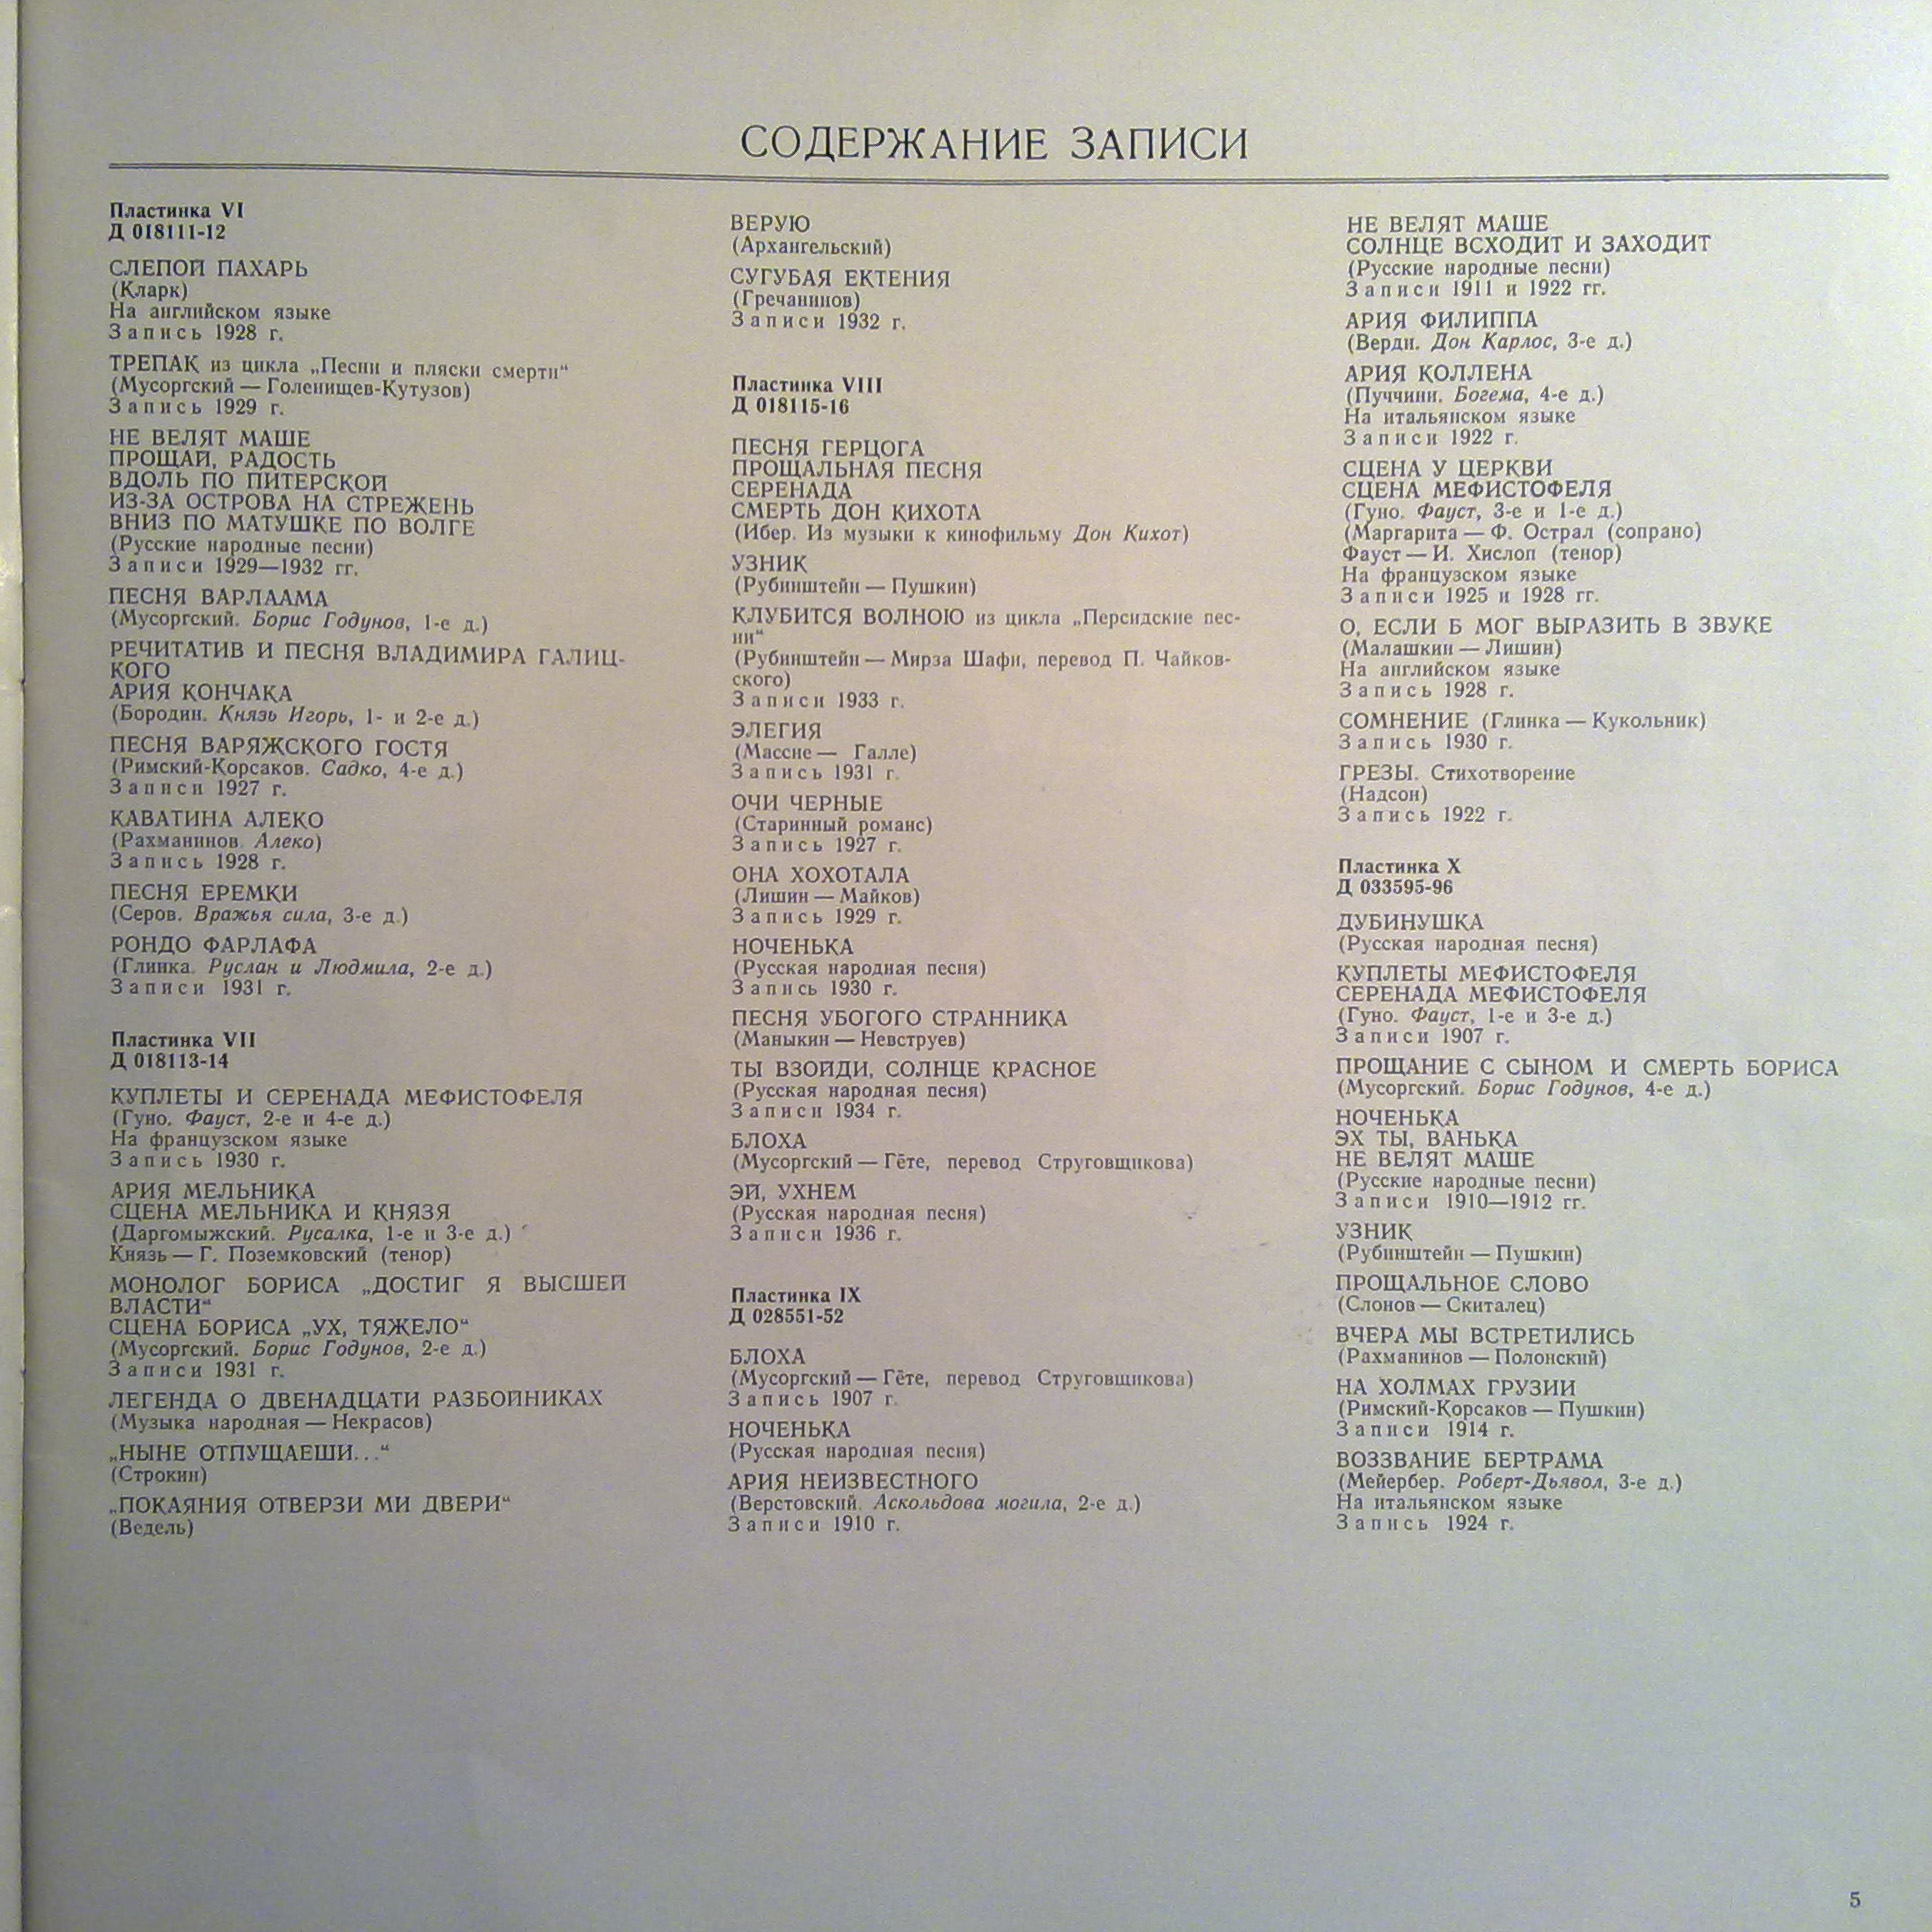 СОДЕРЖАНИЕ ЗАПИСИ
Пластинка VI
Д 018111-12
СЛЕПОЙ ПАХАРЬ
(Кларк)
На английском языке
Запись 1928 г.
ТРЕПАК из цикла „Песни и пляски смерти“
(Мусоргский — Голенищев-Кутузов)
Запись 1929 г.
НЕ ВЕЛЯТ МАШЕ
ПРОЩАЙ, РАДОСТЬ
ВДОЛЬ ПО ПИТЕРСКОЙ
ИЗ-ЗА ОСТРОВА НА СТРЕЖЕНЬ
ВНИЗ ПО МАТУШКЕ ПО ВОЛГЕ
(Русские народные песни)
Записи 1929—1932 гг.
ПЕСНЯ ВАРЛААМА
(Мусоргский. Борис Годунов, 1-е д.)
РЕЧИТАТИВ И ПЕСНЯ ВЛАДИМИРА ГАЛИЦ-
КОГО
АРИЯ КОНЧАКА
(Бородин. Князь Игорь, 1- и 2-е д.)
ПЕСНЯ ВАРЯЖСКОГО ГОСТЯ
(Римский-Корсаков. Садко, 4-е д.)
Записи 1927 г.
КАВАТИНА АЛЕКО
(Рахманинов. Алеко)
Запись 1928 г.
ПЕСНЯ ЕРЕМКИ
(Серов. Вражья сила, 3-е д.)
РОНДО ФАРЛАФА
(Глинка. Руслан и Людмила, 2-е д.)
Записи 1931 г.
Пластинка VII
Д 018113-14
КУПЛЕТЫ И СЕРЕНАДА МЕФИСТОФЕЛЯ
(Гуно. Фауст, 2-е и 4-е д.)
На французском языке
Запись 1930 г.
АРИЯ МЕЛЬНИКА
СЦЕНА МЕЛЬНИКА И КНЯЗЯ
(Даргомыжский. Русалка, 1-е и 3-е д.)
Князь — Г. Поземковский (тенор)
МОНОЛОГ БОРИСА „ДОСТИГ Я ВЫСШЕЙ
ВЛАСТИ“
СЦЕНА БОРИСА „УХ, ТЯЖЕЛО“
(Мусоргский. Борис Годунов, 2-е д.)
Записи 1931 г.
ЛЕГЕНДА О ДВЕНАДЦАТИ РАЗБОЙНИКАХ
(Музыка народная — Некрасов)
„НЫНЕ ОТПУЩАЕШИ...“
(Строкин)
„ПОКАЯНИЯ ОТВЕРЗИ МИ ДВЕРИ“
(Ведель)
ВЕРУЮ
(Архангельский)
СУГУБАЯ ЕКТЕНИЯ
(Гречанинов)
Записи 1932 г.
Пластинка VIII
Д 018115-16
ПЕСНЯ ГЕРЦОГА
ПРОЩАЛЬНАЯ ПЕСНЯ
СЕРЕНАДА
СМЕРТЬ ДОН КИХОТА
(Ибер. Из музыки к кинофильму Дон Кихот)
УЗНИК
(Рубинштейн — Пушкин)
КЛУБИТСЯ ВОЛНОЮ из цикла „Персидские пес-
ни“
(Рубинштейн — Мирза Шафи, перевод П. Чайков-
ского)
Записи 1933 г.
ЭЛЕГИЯ
(Массне — Галле)
Запись 1931 г.
ОЧИ ЧЕРНЫЕ
(Старинный романс)
Запись 1927 г.
ОНА ХОХОТАЛА
(Лишин — Майков)
Запись 1929 г.
НОЧЕНЬКА
(Русская народная песня)
Запись 1930 г.
ПЕСНЯ УБОГОГО СТРАННИКА
(Маныкин — Невструев)
ТЫ ВЗОЙДИ, СОЛНЦЕ КРАСНОЕ
(Русская народная песня)
Записи 1934 г.
БЛОХА
(Мусоргский — Гёте, перевод Струговщикова)
ЭЙ, УХНЕМ
(Русская народная песня)
Записи 1936 г.
Пластинка IX
Д 028551-52
БЛОХА
(Мусоргский — Гёте, перевод Струговщикова)
Запись 1907 г.
НОЧЕНЬКА
(Русская народная песня)
АРИЯ НЕИЗВЕСТНОГО
(Верстовский. Аскольдова могила, 2-е д.)
Записи 1910 г.
НЕ ВЕЛЯТ МАШЕ
СОЛНЦЕ ВСХОДИТ И ЗАХОДИТ
(Русские народные песни)
Записи 1911 и 1922 гг.
АРИЯ ФИЛИППА
(Верди. Дон Карлос, 3-е д.)
АРИЯ КОЛЛЕНА
(Пуччини. Богема, 4-е д.)
На итальянском языке
Записи 1922 г.
СЦЕНА У ЦЕРКВИ
СЦЕНА МЕФИСТОФЕЛЯ
(Гуно. Фауст, 3-е и 1-е д.)
(Маргарита — Ф. Острал (сопрано)
Фауст — И. Хислоп (тенор)
На французском языке
Записи 1925 и 1928 гг.
О, ЕСЛИ Б МОГ ВЫРАЗИТЬ В ЗВУКЕ
(Малашкин — Лишин)
На английском языке
Запись 1928 г.
СОМНЕНИЕ (Глинка — Кукольник)
Запись 1930 г.
ГРЕЗЫ. Стихотворение
(Надсон)
Запись 1922 г.
Пластинка X
Д 033595-96
ДУБИНУШКА
(Русская народная песня)
КУПЛЕТЫ МЕФИСТОФЕЛЯ
СЕРЕНАДА МЕФИСТОФЕЛЯ
(Гуно. Фауст, 1-е и 3-е д.)
Записи 1907 г.
ПРОЩАНИЕ С СЫНОМ И СМЕРТЬ БОРИСА
(Мусоргский. Борис Годунов, 4-е д.)
НОЧЕНЬКА
ЭХ ТЫ, ВАНЬКА
НЕ ВЕЛЯТ МАШЕ
(Русские народные песни)
Записи 1910—1912 гг.
УЗНИК
(Рубинштейн — Пушкин)
ПРОЩАЛЬНОЕ СЛОВО
(Слонов — Скиталец)
ВЧЕРА МЫ ВСТРЕТИЛИСЬ
(Рахманинов — Полонский)
НА ХОЛМАХ ГРУЗИИ
(Римский-Корсаков — Пушкин)
Записи 1914 г.
ВОЗЗВАНИЕ БЕРТРАМА
(Мейербер. Роберт-Дьявол, 3-е д.)
На итальянском языке
Запись 1924 г.
5